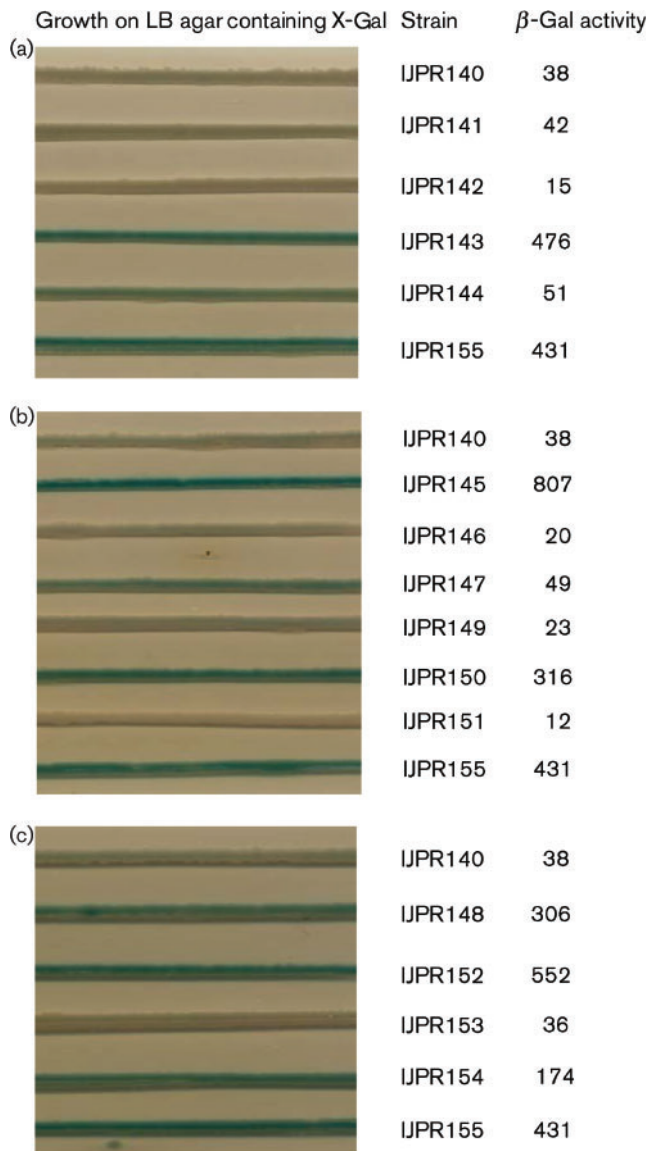 Growth on LB agar containing X-Gal Strain β-Gal activity
(a)
IJPR140 38
IJPR141 42
IJPR142 15
IJPR143 476
IJPR144 51
IJPR155 431
(b)
IJPR140 38
IJPR145 807
IJPR146 20
IJPR147 49
IJPR149 23
IJPR150 316
IJPR151 12
IJPR155 431
(c)
IJPR140 38
IJPR148 306
IJPR152 552
IJPR153 36
IJPR154 174
IJPR155 431